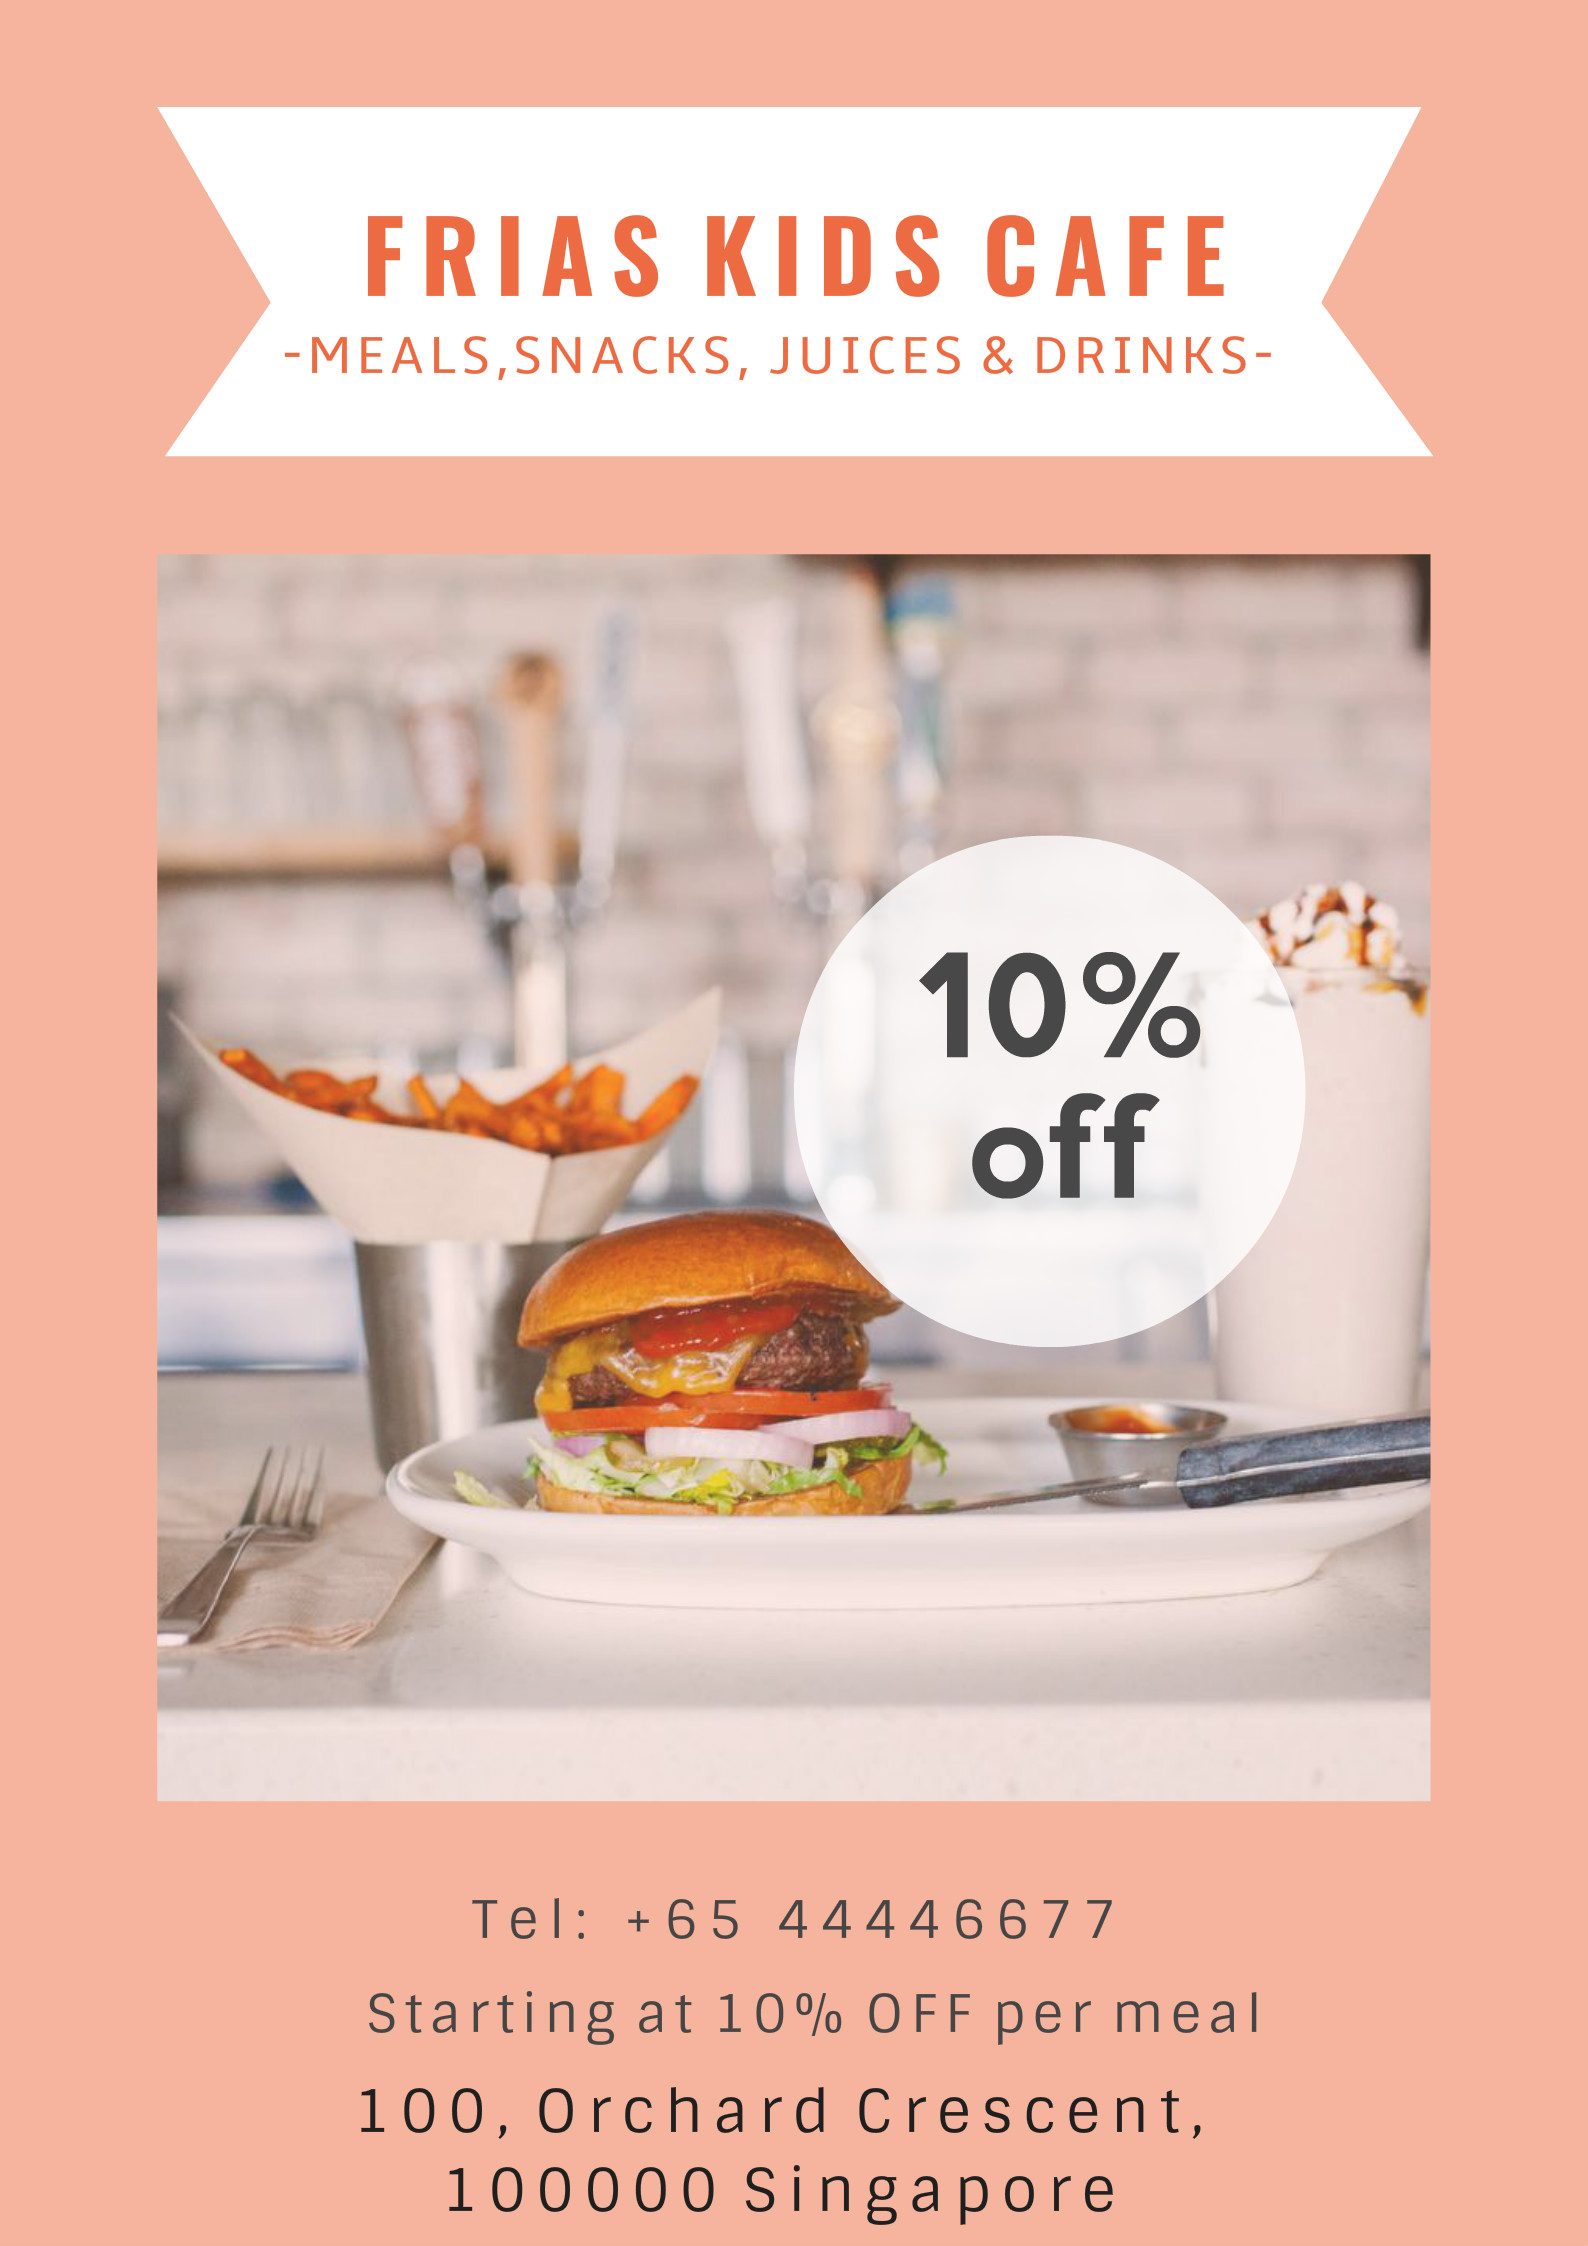 FRIAS KIDS CAFE
-MEALS,SNACKS, JUICES & DRINKS-
10%
off
Tel: +65 44446677
Starting at 10% OFF per meal
100, Orchard Crescent,
100000 Singapore